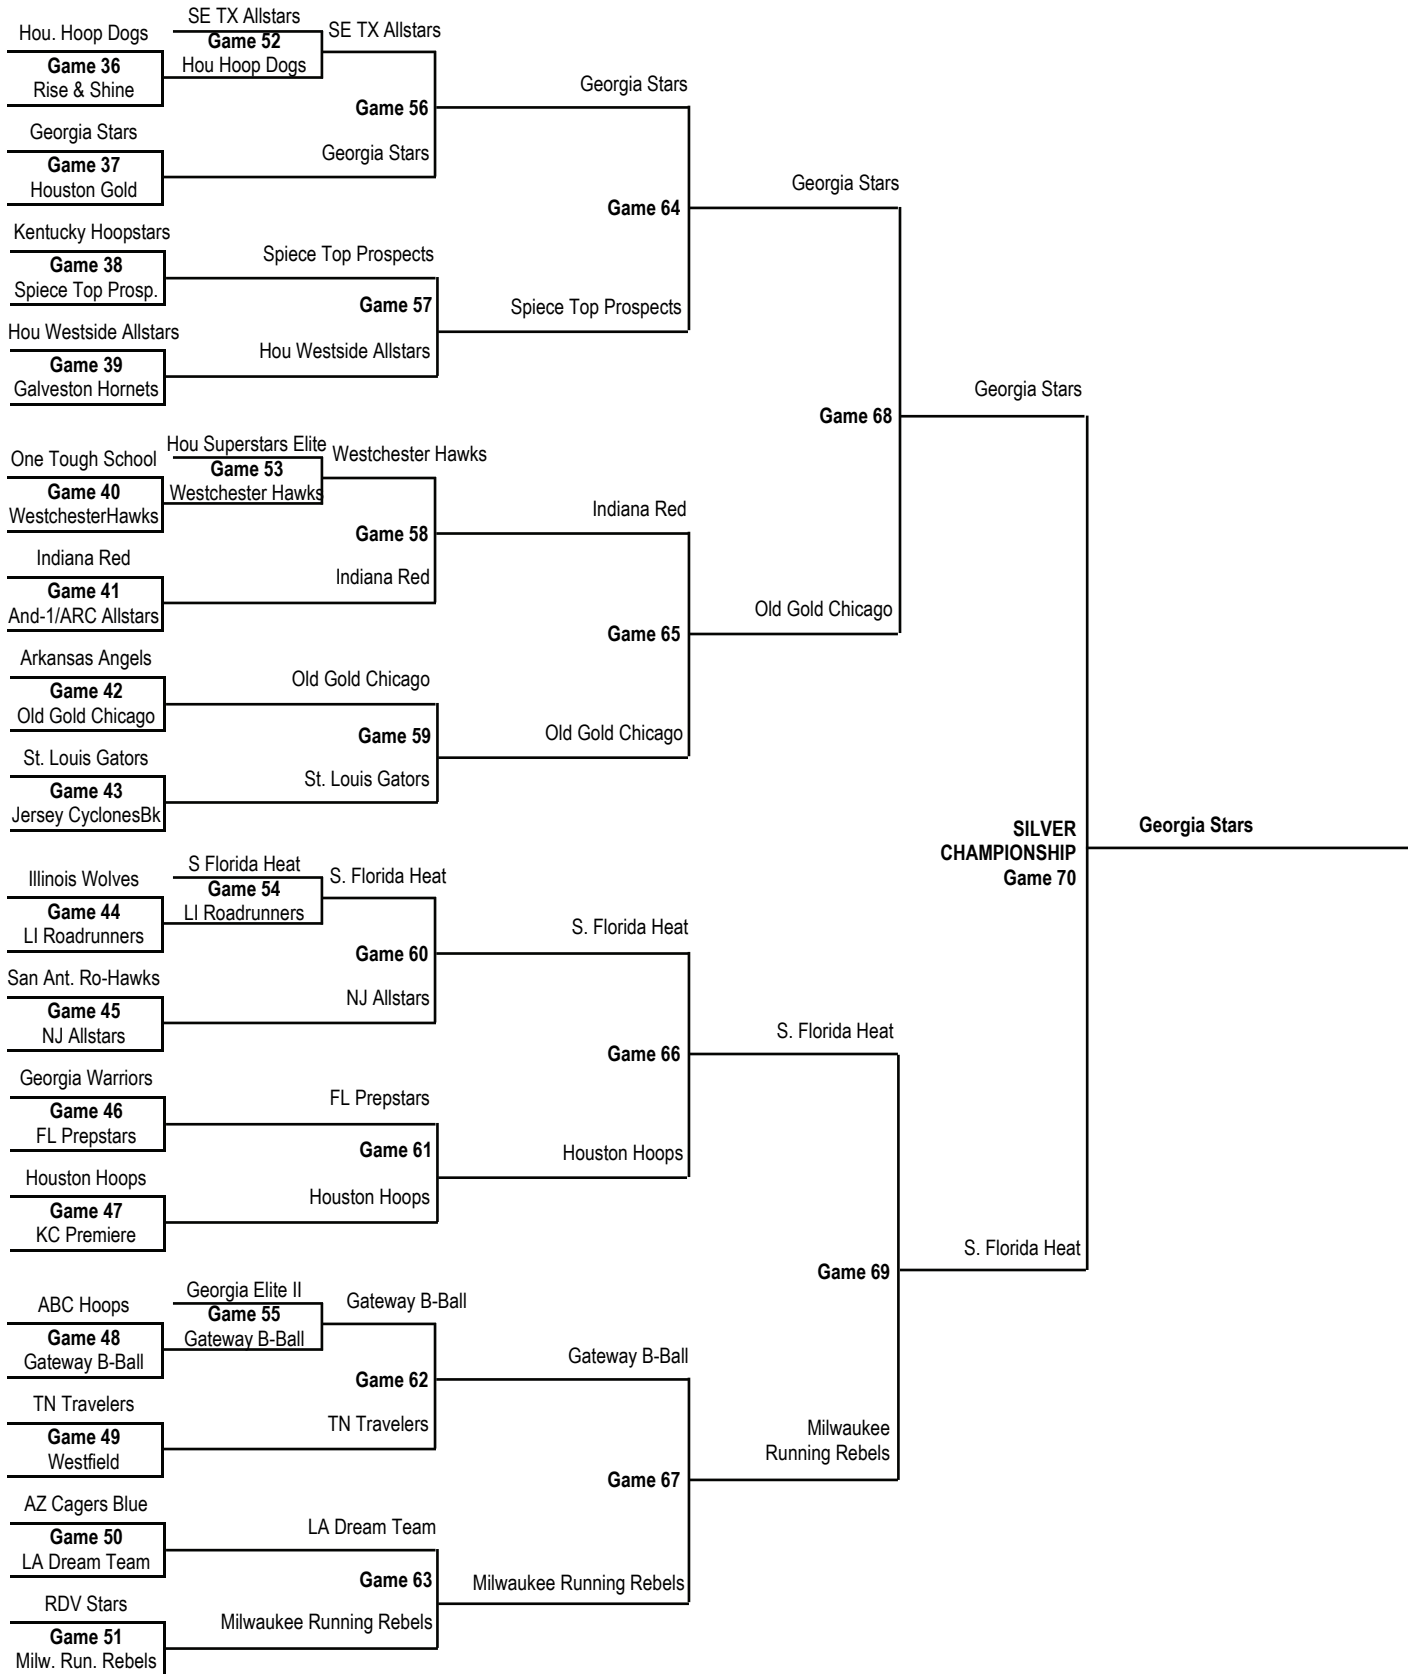 SE TX Allstars
Hou. Hoop Dogs
SE TX Allstars
Game 52
Game 36
Hou Hoop Dogs
Rise & Shine
Georgia Stars
Game 56
Georgia Stars
Georgia Stars
Game 37
Houston Gold
Georgia Stars
Game 64
Kentucky Hoopstars
Spiece Top Prospects
Game 38
Spiece Top Prosp.
Game 57
Spiece Top Prospects
Hou Westside Allstars
Hou Westside Allstars
Game 39
Galveston Hornets
Georgia Stars
Game 68
Hou Superstars Elite
Westchester Hawks
One Tough School
Game 53
Game 40
Westchester Hawks
WestchesterHawks
Indiana Red
Game 58
Indiana Red
Indiana Red
Game 41
And-1/ARC Allstars
Old Gold Chicago
Game 65
Arkansas Angels
Old Gold Chicago
Game 42
Old Gold Chicago
Game 59
Old Gold Chicago
St. Louis Gators
St. Louis Gators
Game 43
Jersey CyclonesBk
SILVER
CHAMPIONSHIP
Game 70
Georgia Stars
S Florida Heat
S. Florida Heat
Illinois Wolves
Game 54
Game 44
LI Roadrunners
LI Roadrunners
S. Florida Heat
Game 60
San Ant. Ro-Hawks
NJ Allstars
Game 45
NJ Allstars
S. Florida Heat
Game 66
Georgia Warriors
FL Prepstars
Game 46
FL Prepstars
Game 61
Houston Hoops
Houston Hoops
Houston Hoops
Game 47
KC Premiere
S. Florida Heat
Game 69
Georgia Elite II
Gateway B-Ball
ABC Hoops
Game 55
Game 48
Gateway B-Ball
Gateway B-Ball
Gateway B-Ball
Game 62
TN Travelers
TN Travelers
Game 49
Westfield
Milwaukee
Running Rebels
Game 67
AZ Cagers Blue
LA Dream Team
Game 50
LA Dream Team
Game 63
Milwaukee Running Rebels
RDV Stars
Milwaukee Running Rebels
Game 51
Milw. Run. Rebels